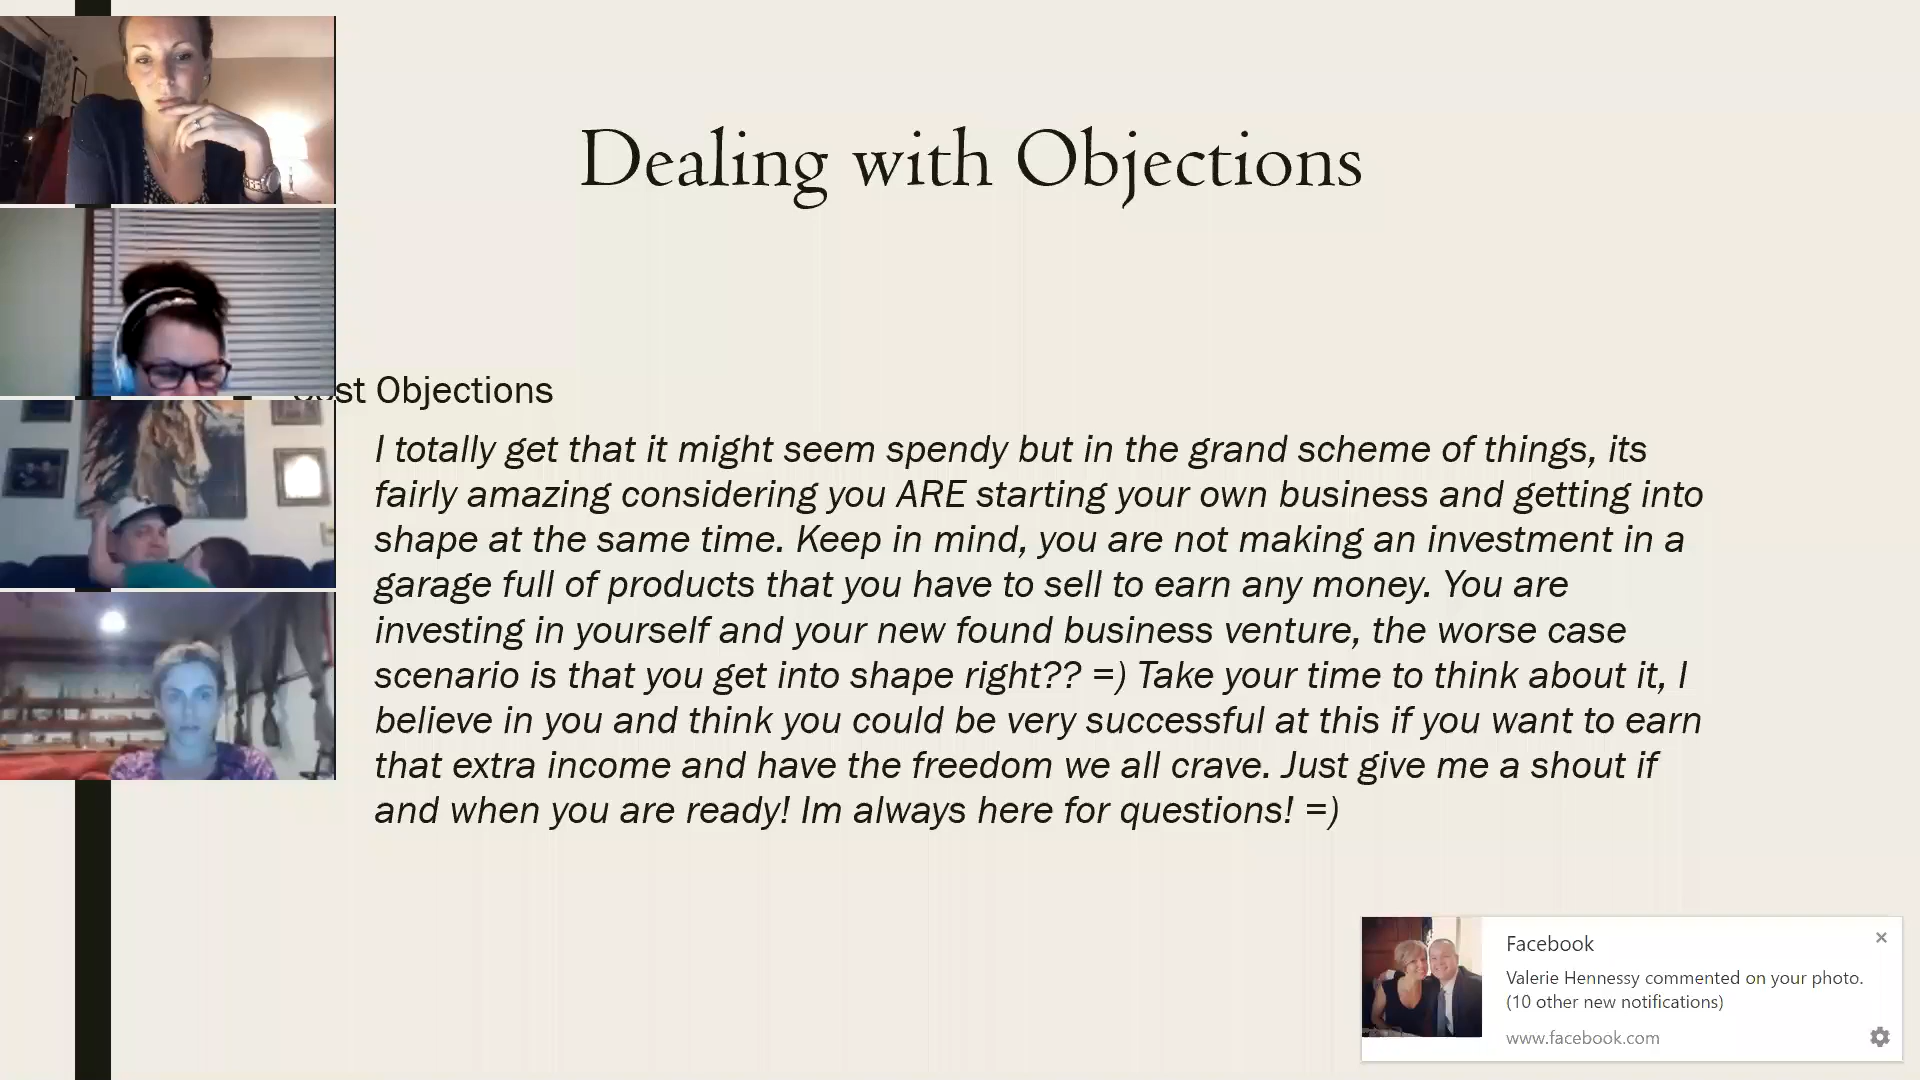 Dealing with Objections
st Objections
I totally get that it might seem spendy but in the grand scheme of things, its
fairly amazing considering you ARE starting your own business and getting into
shape at the same time. Keep in mind, you are not making an investment in a
garage full of products that you have to sell to earn any money. You are
investing in yourself and your new found business venture, the worse case
scenario is that you get into shape right?? =) Take your time to think about it, I
believe in you and think you could be very successful at this if you want to earn
that extra income and have the freedom we all crave. Just give me a shout if
and when you are ready! Im always here for questions! =)
Facebook
Valerie Hennessy commented on your photo.
(10 other new notifications)
www.facebook.com